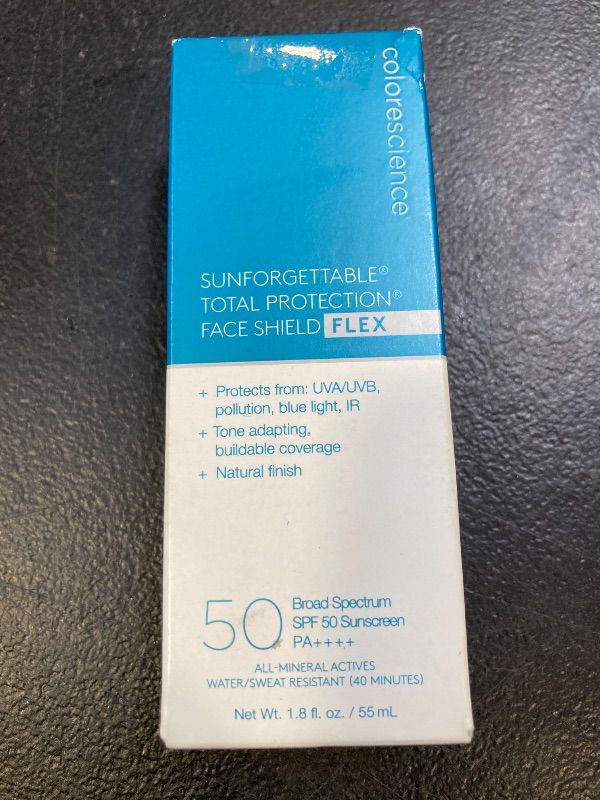 colorescience
SUNFORGETTABLE®
TOTAL PROTECTION®
FACE SHIELD FLEX
+ Protects from: UVA/UVB,
pollution, blue light, IR
+ Tone adapting,
buildable coverage
+ Natural finish
50
Broad Spectrum
SPF 50 Sunscreen
PA++++
ALL-MINERAL ACTIVES
WATER/SWEAT RESISTANT (40 MINUTES)
Net Wt. 1.8 fl. oz. / 55 mL